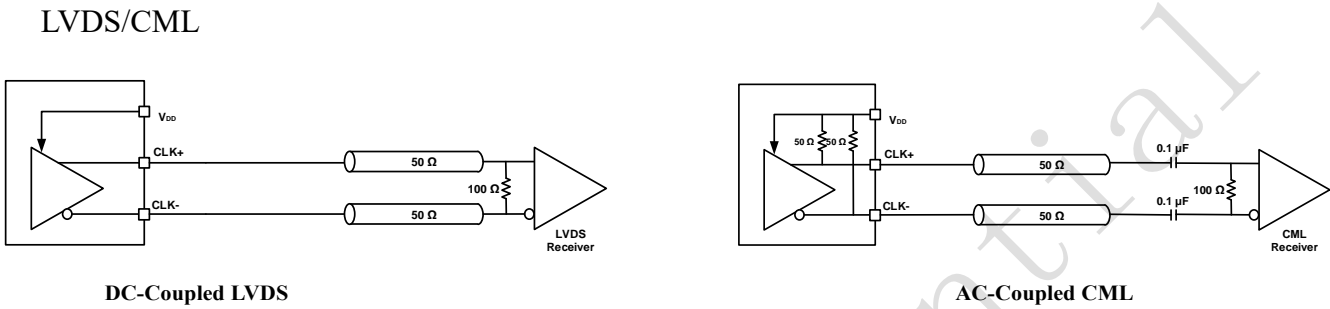 LVDS/CML
VDD
CLK+
50 Ω
100 Ω
CLK-
50 Ω
LVDS
Receiver
DC-Coupled LVDS
VDD
50 Ω
50 Ω
CLK+
50 Ω
0.1 µF
100 Ω
0.1 µF
CLK-
50 Ω
CML
Receiver
AC-Coupled CML
ntial